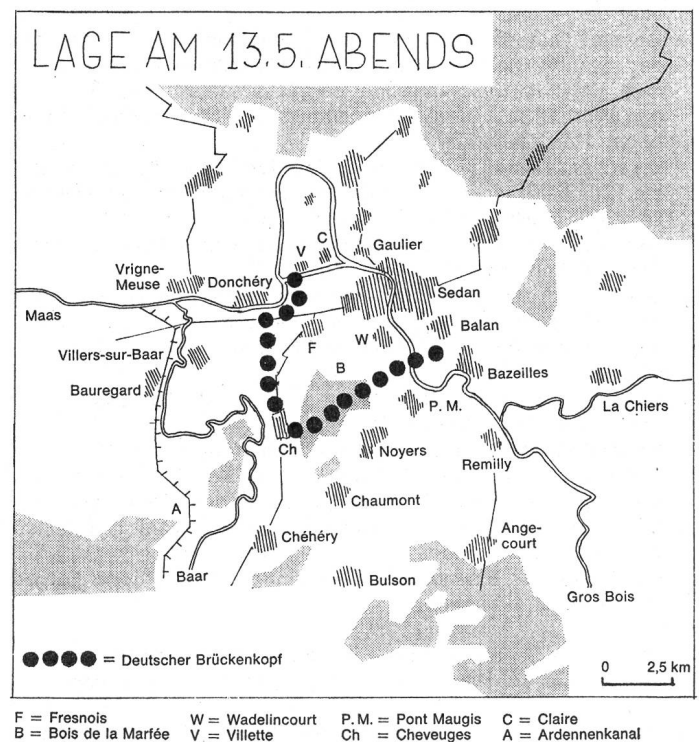 LAGE AM 13.5. ABENDS
V
C
Gaulier
Vrigne-
Meuse
Donchéry
Sedan
Maas
Balan
F
W
Villers-sur-Baar
B
Bazeilles
Bauregard
P. M.
La Chiers
Ch
Noyers
Remilly
Chaumont
A
Chéhéry
Ange-
court
Baar
Bulson
Gros Bois
= Deutscher Brückenkopf
0 2,5 km
F = Fresnois W = Wadelincourt P. M. = Pont Maugis C = Claire
B = Bois de la Marfée V = Villette Ch = Cheveuges A = Ardennenkanal